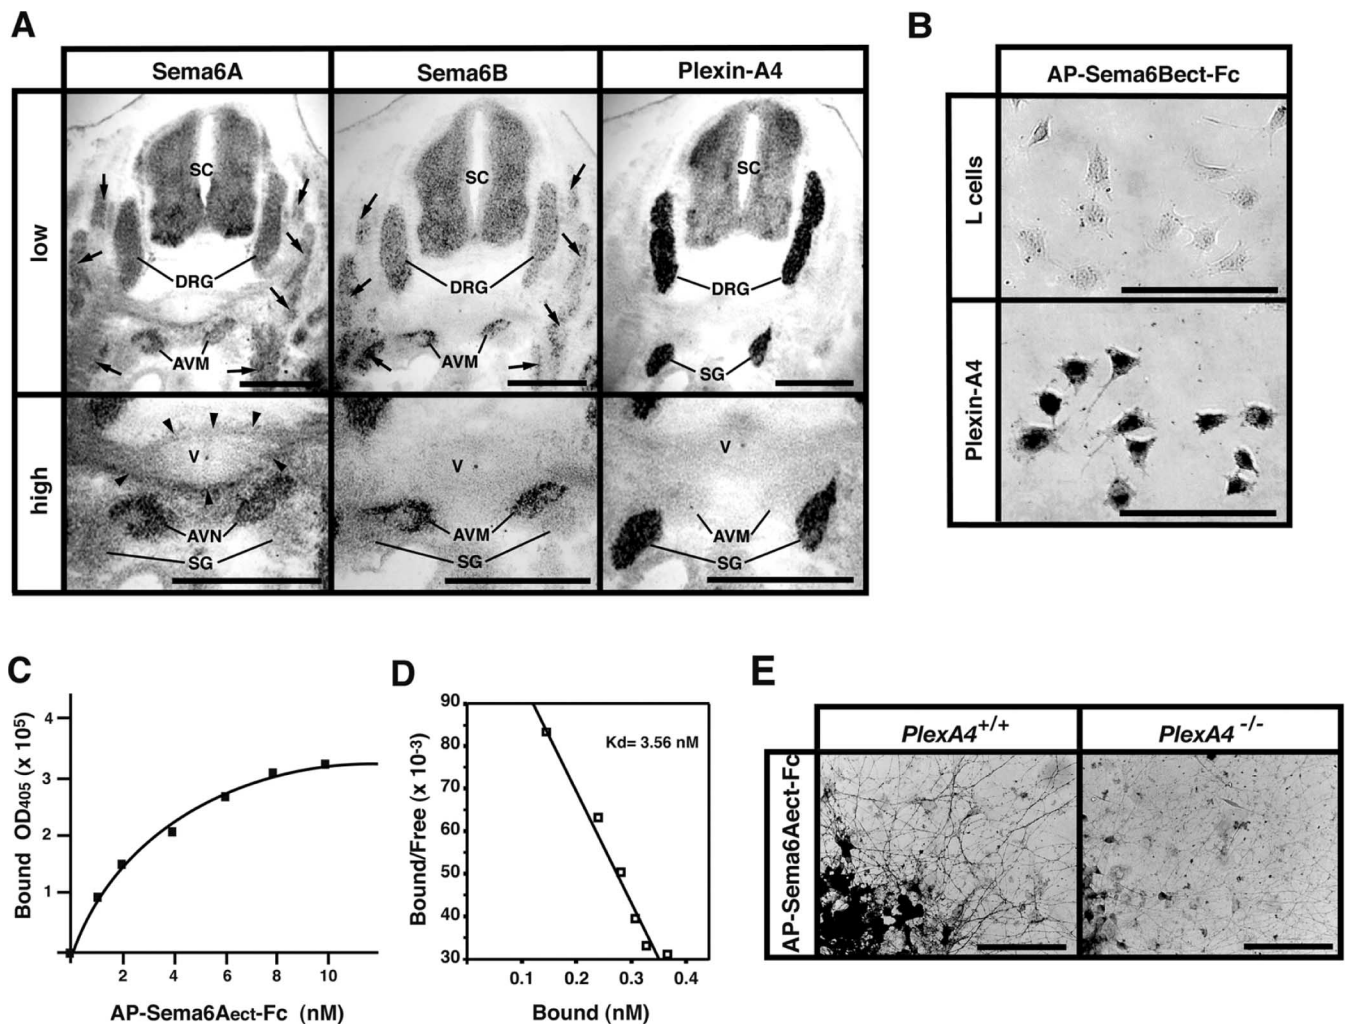 A
Sema6A Sema6B Plexin-A4
low
SC SC SC
DRG DRG DRG
AVM AVM SG
high
V V V
AVN AVM AVM
SG SG SG
B
AP-Sema6Bect-Fc
L cells
Plexin-A4
C
Bound OD405 (x 10⁵)
4
3
2
1
2 4 6 8 10
AP-Sema6Aect-Fc (nM)
D
Bound/Free (x 10⁻³)
90
80
70
60
50
40
30
Kd= 3.56 nM
0.1 0.2 0.3 0.4
Bound (nM)
E
PlexA4⁺/⁺ PlexA4⁻/⁻
AP-Sema6Aect-Fc